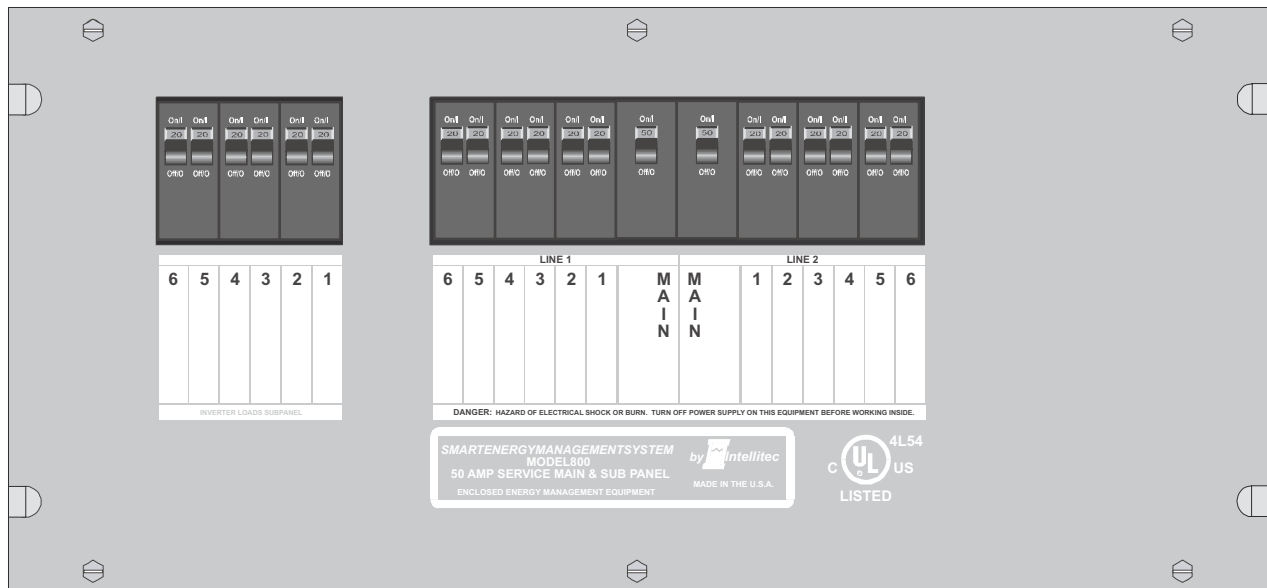 On/I On/I On/I On/I On/I On/I
20 20 20 20 20 20
Off/O Off/O Off/O Off/O Off/O Off/O
6 5 4 3 2 1
INVERTER LOADS SUBPANEL
On/I On/I On/I On/I On/I On/I On/I On/I On/I On/I On/I On/I On/I On/I
20 20 20 20 20 20 50 50 20 20 20 20 20 20
Off/O Off/O Off/O Off/O Off/O Off/O Off/O Off/O Off/O Off/O Off/O Off/O Off/O Off/O
LINE 1 LINE 2
6 5 4 3 2 1 MAIN MAIN 1 2 3 4 5 6
DANGER: HAZARD OF ELECTRICAL SHOCK OR BURN. TURN OFF POWER SUPPLY ON THIS EQUIPMENT BEFORE WORKING INSIDE.
SMARTENERGYMANAGEMENTSYSTEM
MODEL800
50 AMP SERVICE MAIN & SUB PANEL
ENCLOSED ENERGY MANAGEMENT EQUIPMENT
by Intellitec
MADE IN THE U.S.A.
4L54
C UL US
LISTED